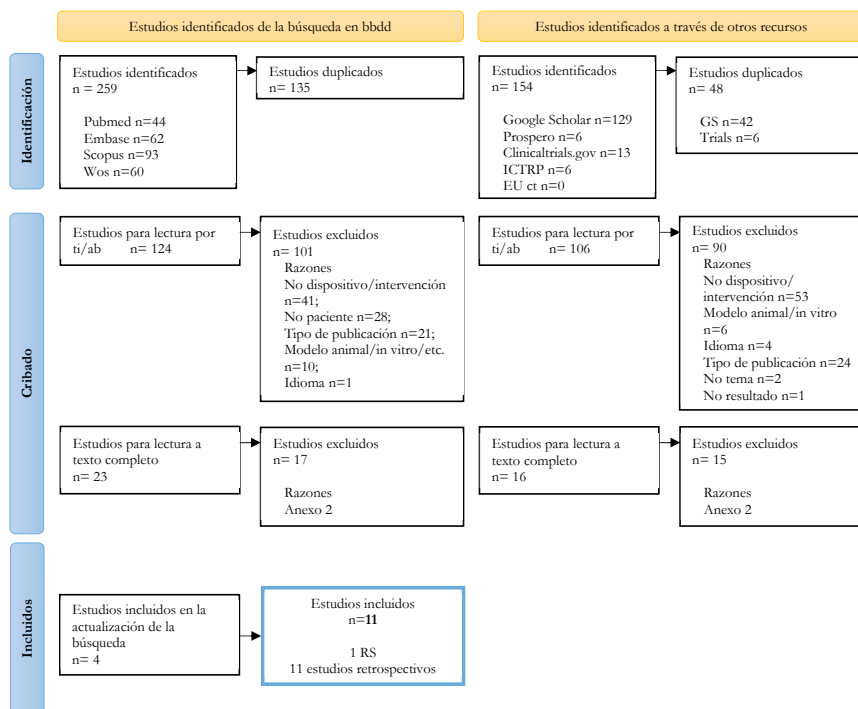 Estudios identificados de la búsqueda en bbdd
Estudios identificados a través de otros recursos
Identificación
Estudios identificados
n = 259
Pubmed n=44
Embase n=62
Scopus n=93
Wos n=60
Estudios duplicados
n = 135
Estudios identificados
n = 154
Google Scholar n=129
Prospero n=6
Clinicaltrials.gov n=13
ICTRP n=6
EU ct n=0
Estudios duplicados
n = 48
GS n=42
Trials n=6
Cribado
Estudios para lectura por
ti/ab n= 124
Estudios excluidos
n= 101
Razones
No dispositivo/intervención
n=41;
No paciente n=28;
Tipo de publicación n=21;
Modelo animal/in vitro/etc.
n=10;
Idioma n=1
Estudios para lectura por
ti/ab n= 106
Estudios excluidos
n= 90
Razones
No dispositivo/
intervención n=53
Modelo animal/in vitro
n=6
Idioma n=4
Tipo de publicación n=24
No tema n=2
No resultado n=1
Estudios para lectura a
texto completo
n= 23
Estudios excluidos
n= 17
Razones
Anexo 2
Estudios para lectura a
texto completo
n= 16
Estudios excluidos
n= 15
Razones
Anexo 2
Incluidos
Estudios incluidos en la
actualización de la
búsqueda
n= 4
Estudios incluidos
n=11
1 RS
11 estudios retrospectivos